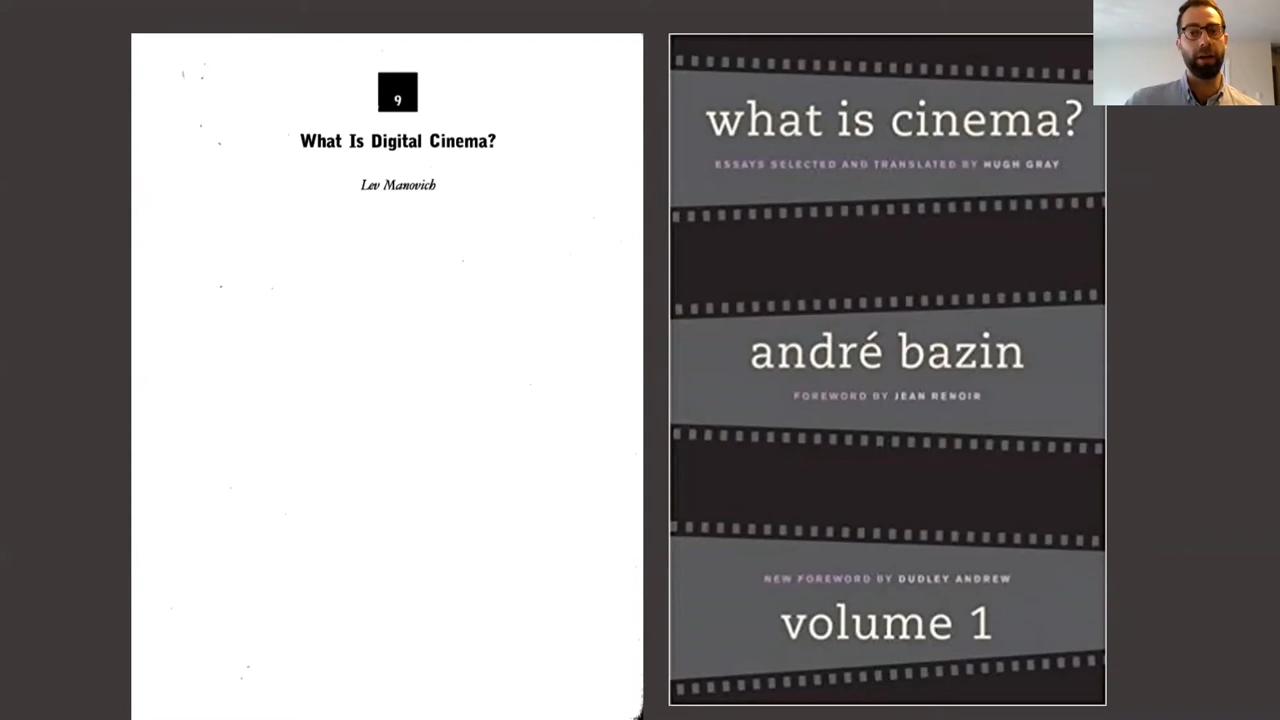 9
What Is Digital Cinema?
Lev Manovich
what is cinema?
ESSAYS SELECTED AND TRANSLATED BY HUGH GRAY
andré bazin
FOREWORD BY JEAN RENOIR
NEW FOREWORD BY DUDLEY ANDREW
volume 1